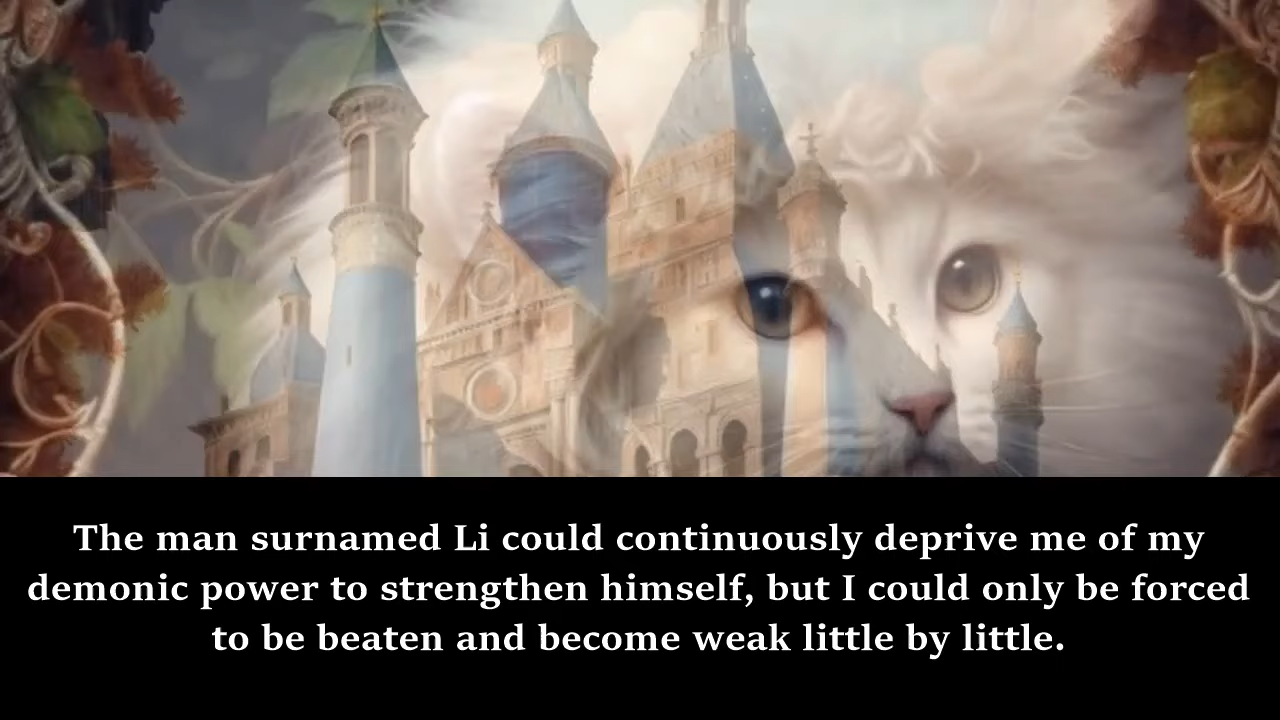 The man surnamed Li could continuously deprive me of my
demonic power to strengthen himself, but I could only be forced
to be beaten and become weak little by little.